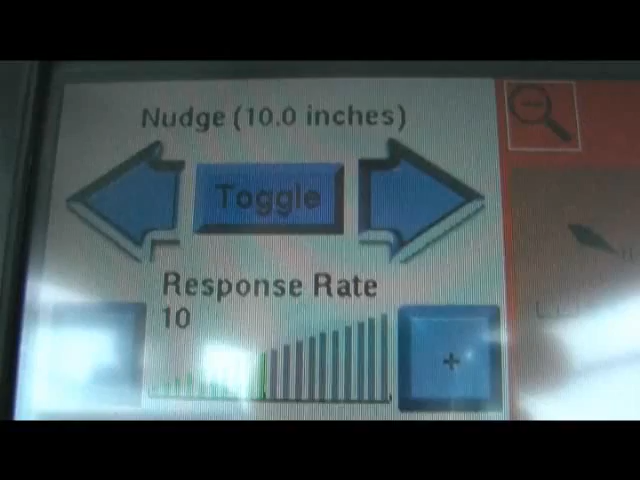 Nudge (10.0 inches)
Toggle
Response Rate
10
+